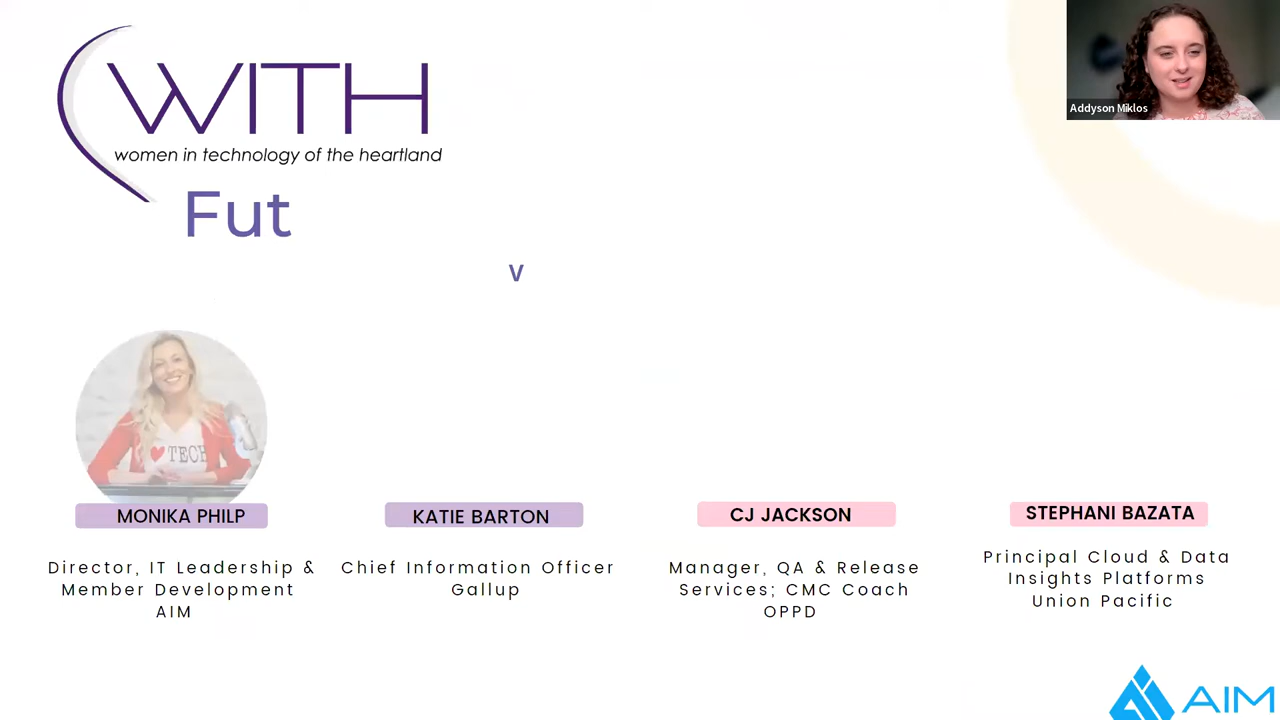 WITH
women in technology of the heartland
Addyson Miklos
Fut
v
I ❤ TECH
MONIKA PHILP
Director, IT Leadership &
Member Development
AIM
KATIE BARTON
Chief Information Officer
Gallup
CJ JACKSON
Manager, QA & Release
Services; CMC Coach
OPPD
STEPHANI BAZATA
Principal Cloud & Data
Insights Platforms
Union Pacific
AIM